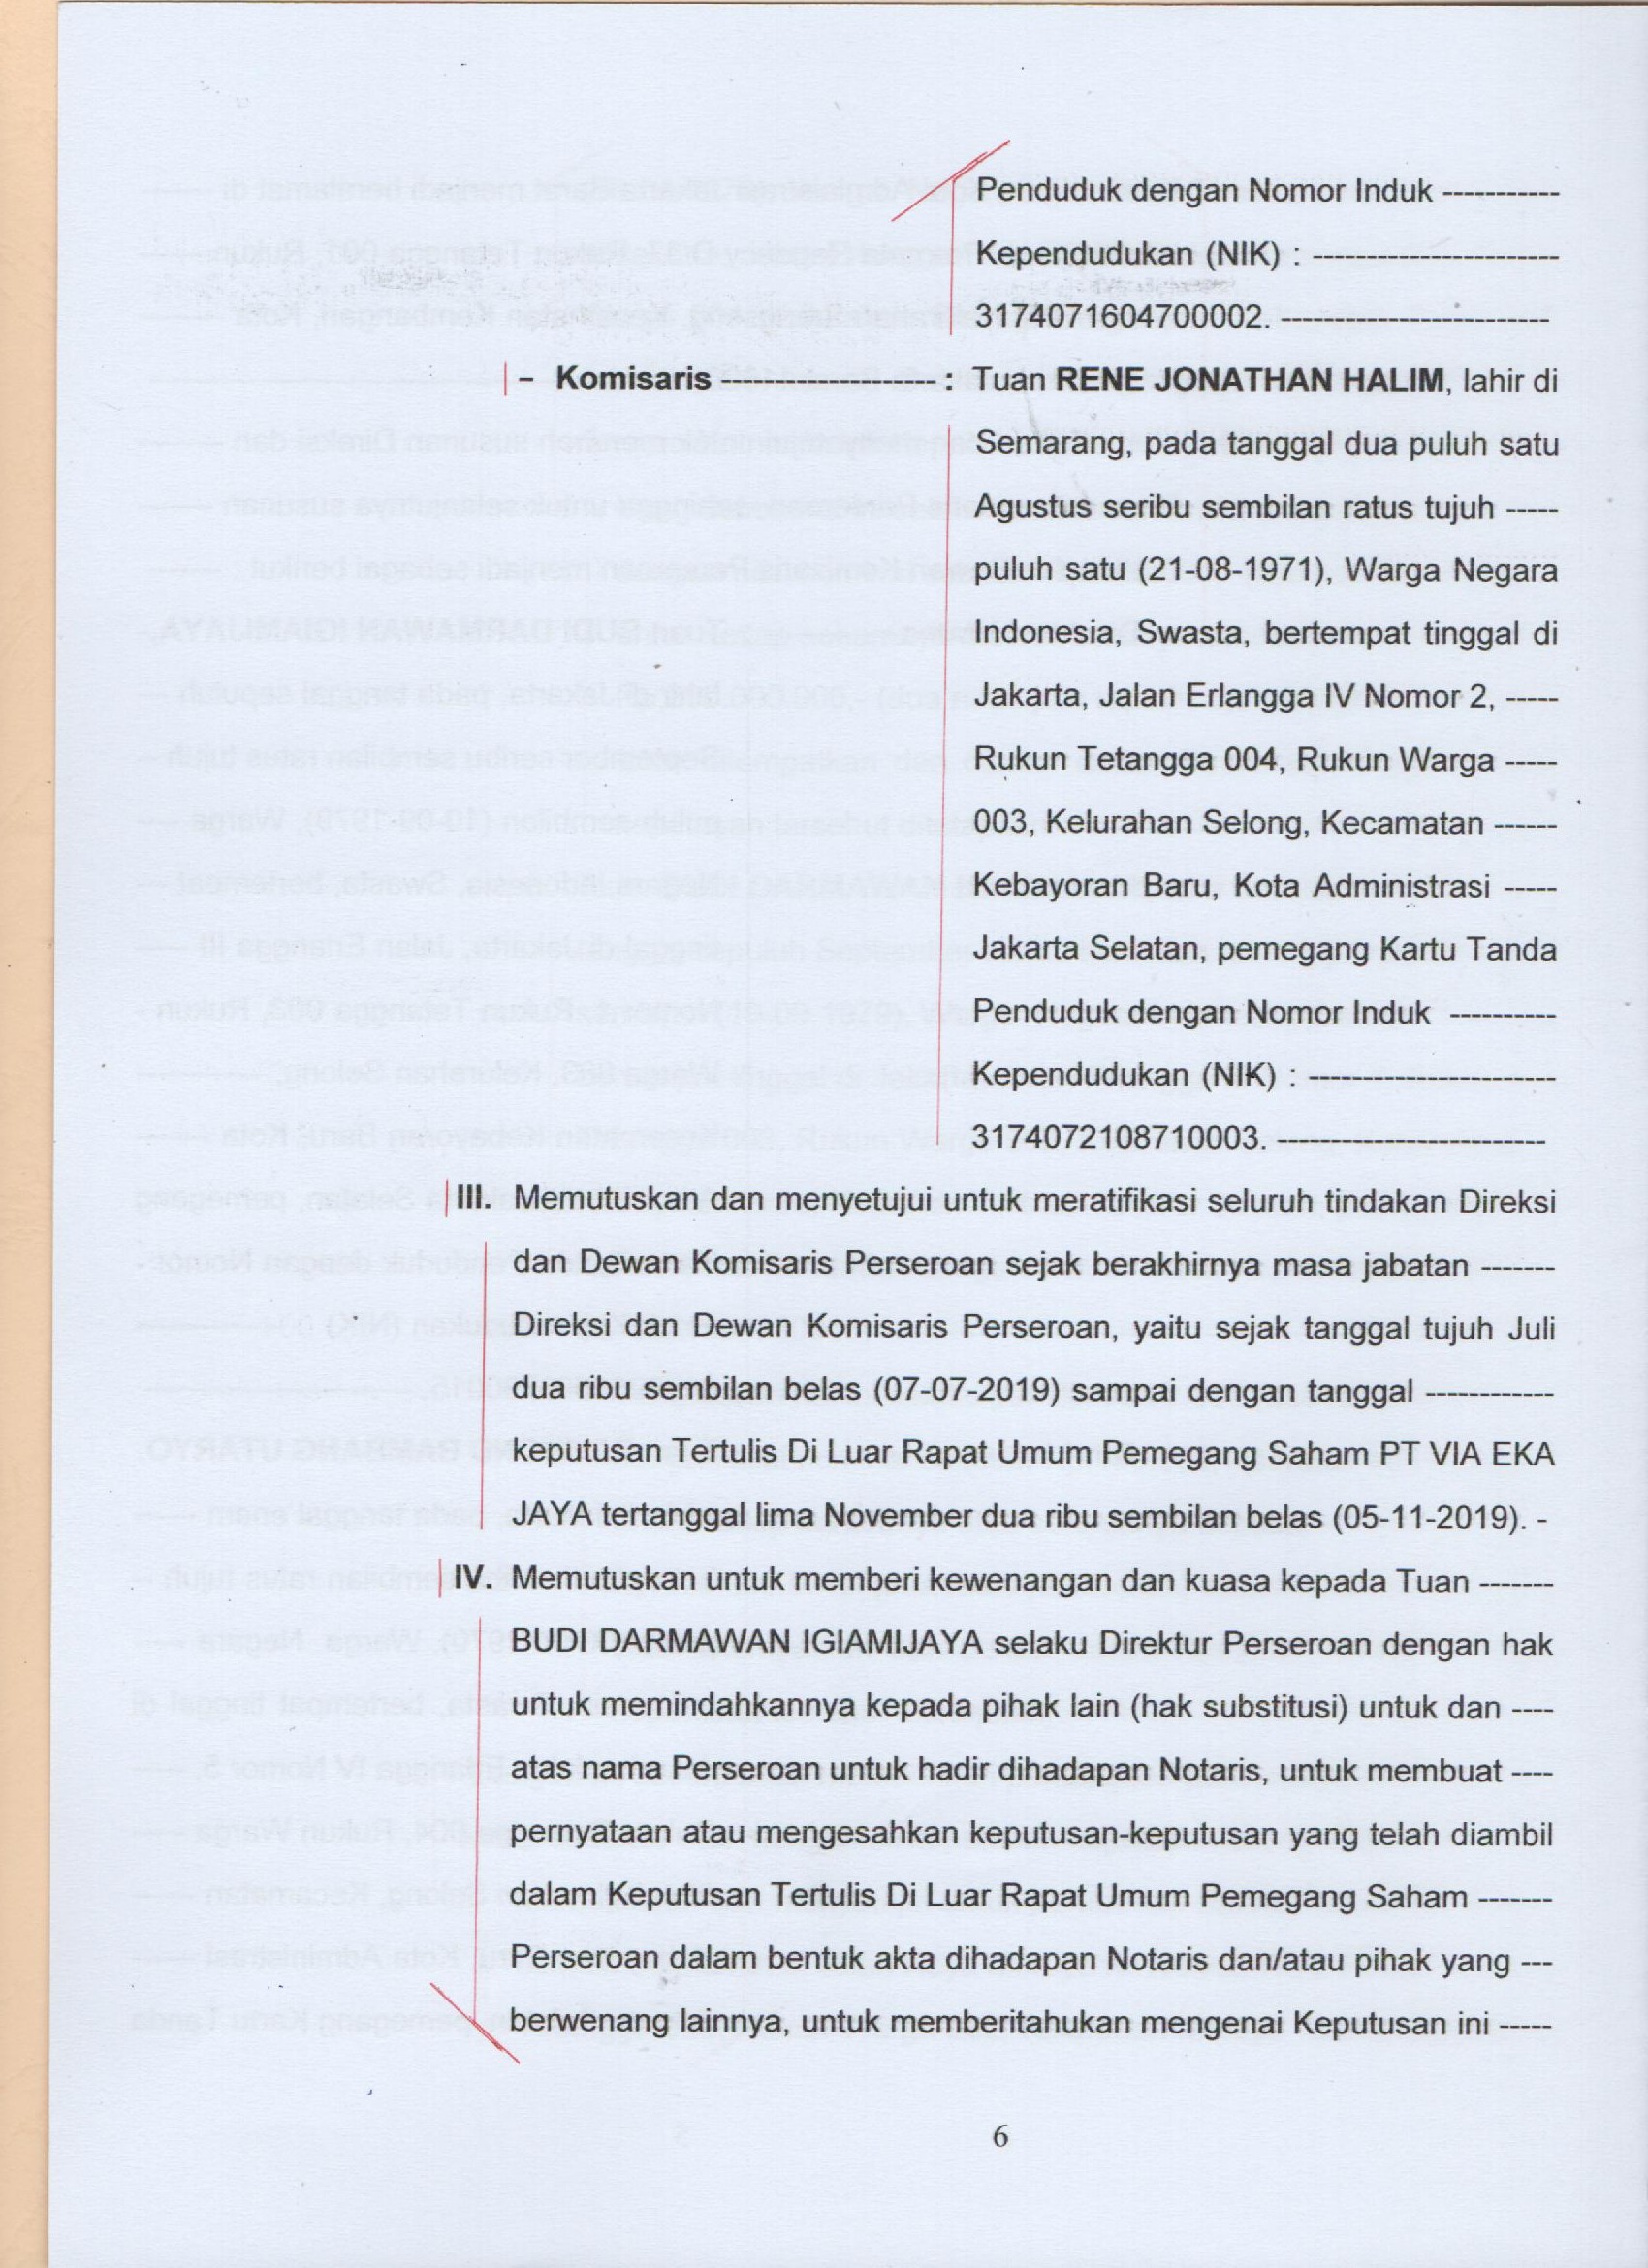 Penduduk dengan Nomor Induk -----------
Kependudukan (NIK) : -----------------------
3174071604700002. -------------------------
– Komisaris --------------------- : Tuan RENE JONATHAN HALIM, lahir di
Semarang, pada tanggal dua puluh satu
Agustus seribu sembilan ratus tujuh -----
puluh satu (21-08-1971), Warga Negara
Indonesia, Swasta, bertempat tinggal di
Jakarta, Jalan Erlangga IV Nomor 2, -----
Rukun Tetangga 004, Rukun Warga -----
003, Kelurahan Selong, Kecamatan ------
Kebayoran Baru, Kota Administrasi -----
Jakarta Selatan, pemegang Kartu Tanda
Penduduk dengan Nomor Induk ----------
Kependudukan (NIK) : ------------------------
3174072108710003. -------------------------
III. Memutuskan dan menyetujui untuk meratifikasi seluruh tindakan Direksi
dan Dewan Komisaris Perseroan sejak berakhirnya masa jabatan -------
Direksi dan Dewan Komisaris Perseroan, yaitu sejak tanggal tujuh Juli
dua ribu sembilan belas (07-07-2019) sampai dengan tanggal ------------
keputusan Tertulis Di Luar Rapat Umum Pemegang Saham PT VIA EKA
JAYA tertanggal lima November dua ribu sembilan belas (05-11-2019). -
IV. Memutuskan untuk memberi kewenangan dan kuasa kepada Tuan -------
BUDI DARMAWAN IGIAMIJAYA selaku Direktur Perseroan dengan hak
untuk memindahkannya kepada pihak lain (hak substitusi) untuk dan ----
atas nama Perseroan untuk hadir dihadapan Notaris, untuk membuat ----
pernyataan atau mengesahkan keputusan-keputusan yang telah diambil
dalam Keputusan Tertulis Di Luar Rapat Umum Pemegang Saham -------
Perseroan dalam bentuk akta dihadapan Notaris dan/atau pihak yang ---
berwenang lainnya, untuk memberitahukan mengenai Keputusan ini -----
6